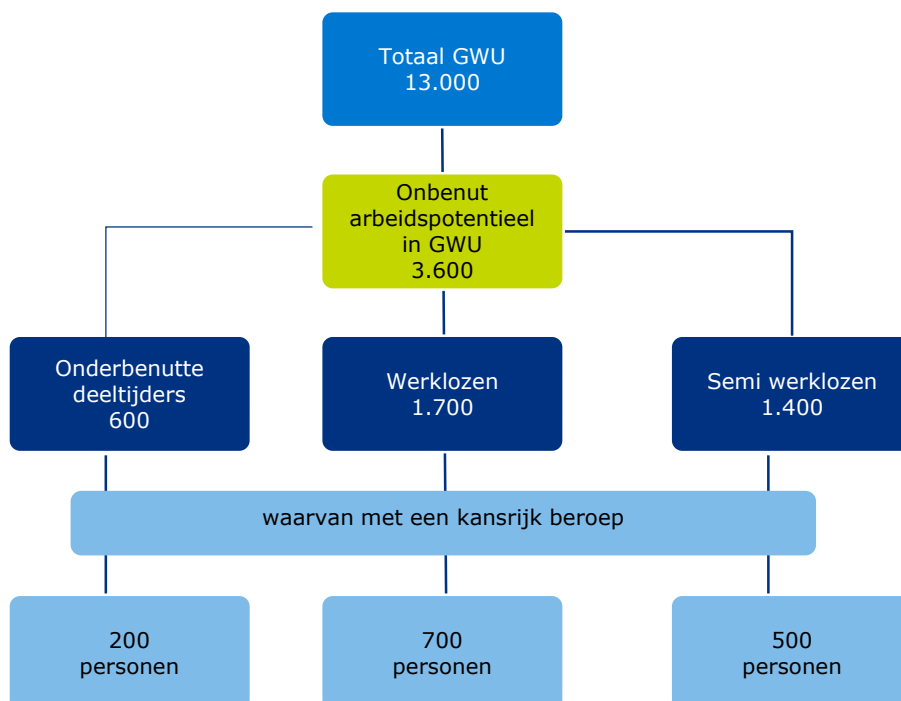 Totaal GWU
13.000
Onbenut
arbeidspotentieel
in GWU
3.600
Onderbenutte
deeltijders
600
Werklozen
1.700
Semi werklozen
1.400
waarvan met een kansrijk beroep
200
personen
700
personen
500
personen